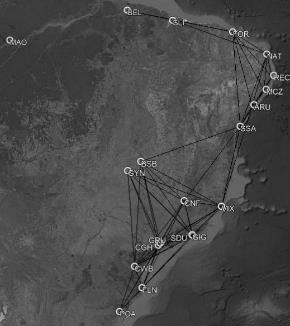 BEL
SLZ
FOR
MAO
NAT
REC
MCZ
ARU
SSA
BSB
GYN
CNF
VIX
GRU
SDU
GIG
CGH
CWB
FLN
POA